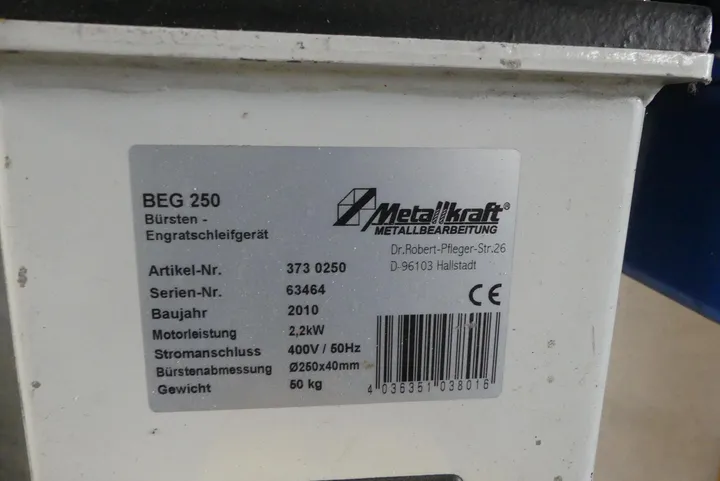 BEG 250
Bürsten -
Engratschleifgerät
Metallkraft®
METALLBEARBEITUNG
Dr.Robert-Pfleger-Str.26
D-96103 Hallstadt
Artikel-Nr. 373 0250
Serien-Nr. 63464
Baujahr 2010
Motorleistung 2,2kW
Stromanschluss 400V / 50Hz
Bürstenabmessung Ø250x40mm
Gewicht 50 kg
CE
4 036351 038016